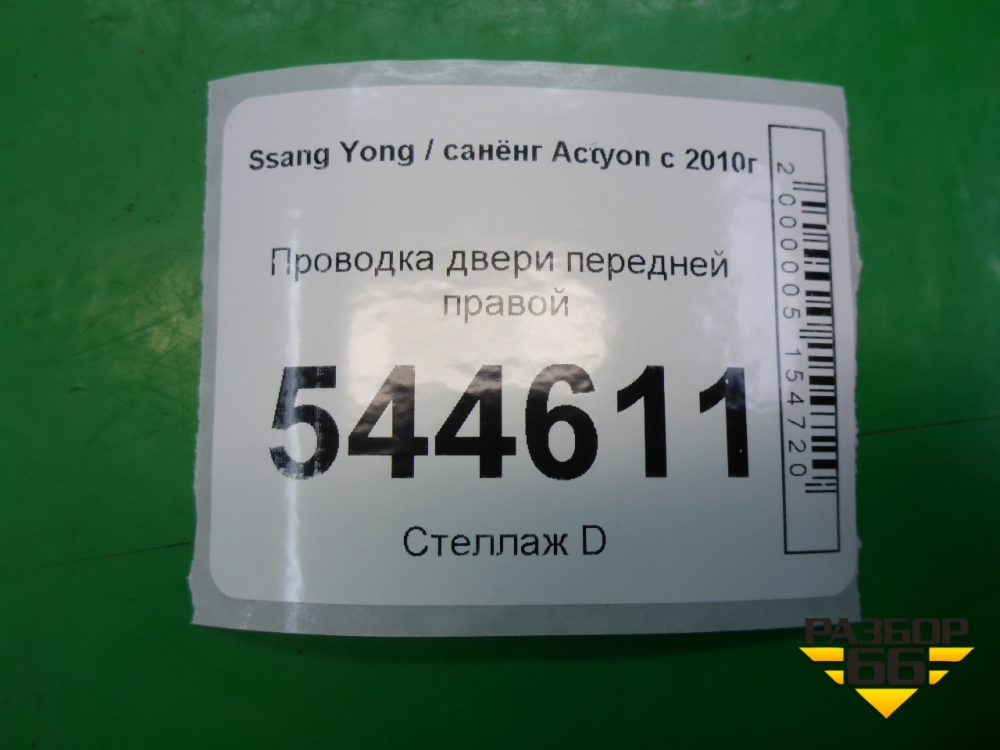 Ssang Yong / санёнг Actyon с 2010г
Проводка двери передней
правой
544611
Стеллаж D
2000005154720
РАЗБОР
66